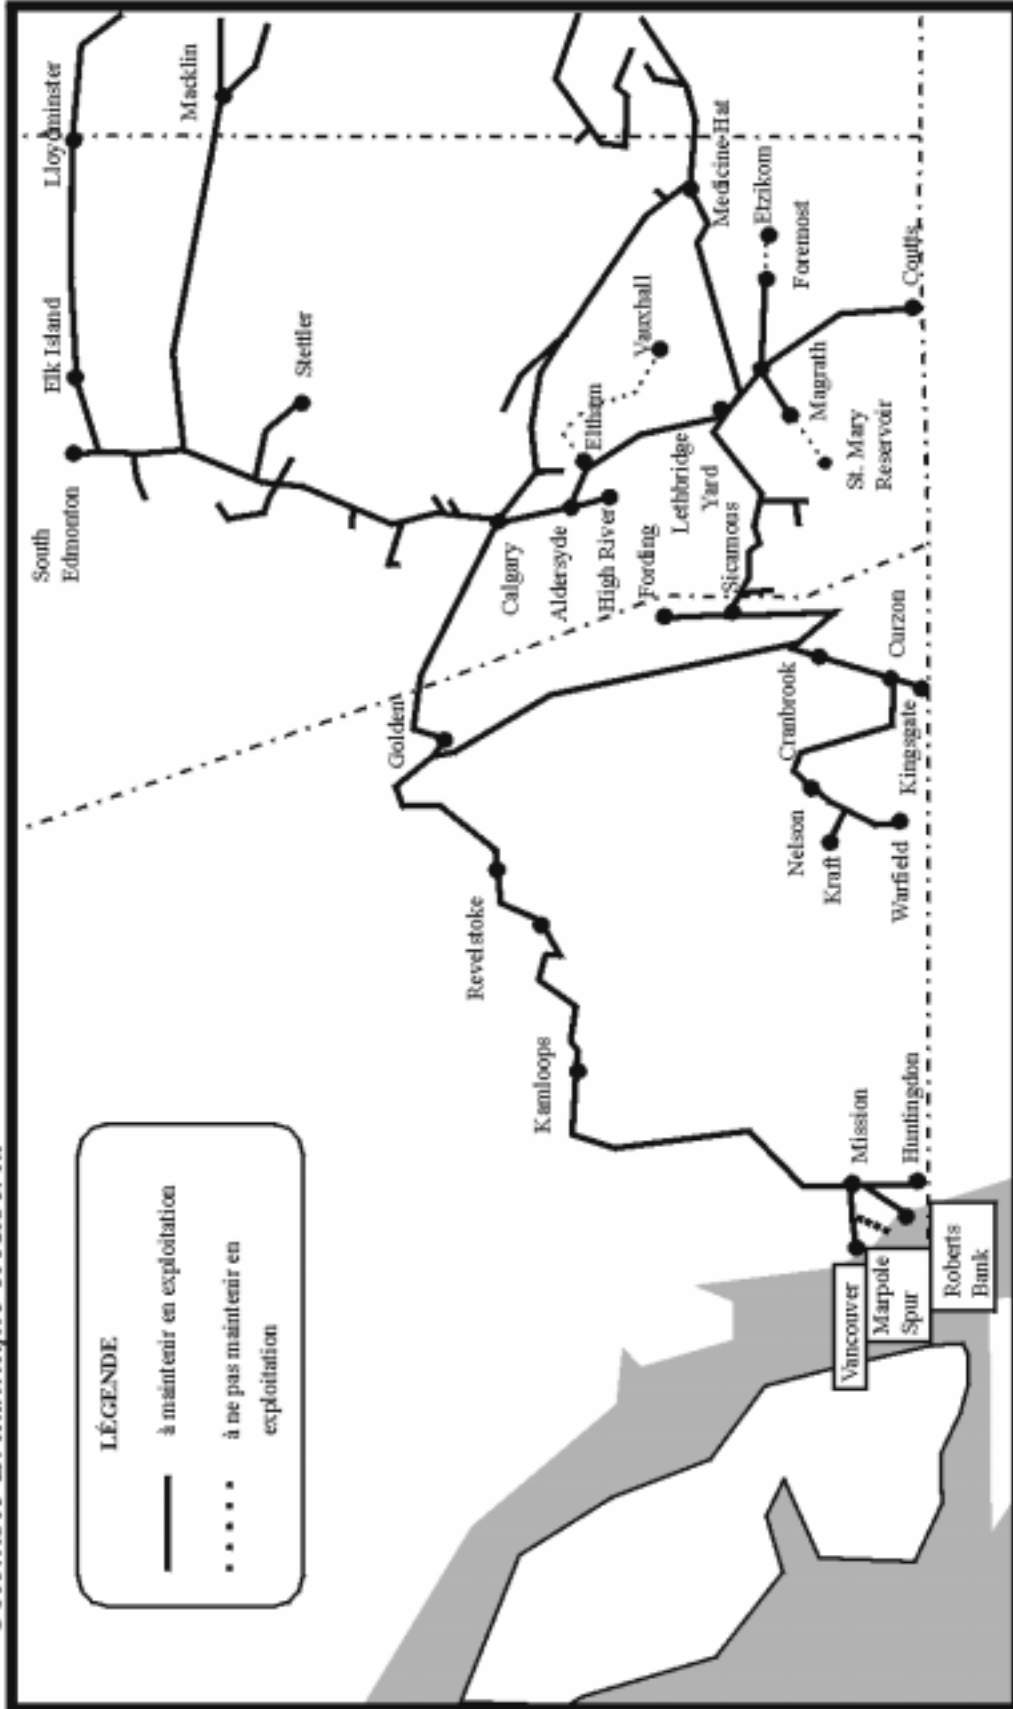 LÉGENDE
à maintenir en exploitation
à ne pas maintenir en
exploitation
Vancouver
Marpole
Spur
Roberts
Bank
Mission
Huntingdon
Kamloops
Revelstoke
Golden
Nelson
Kraft
Warfield
Cranbrook
Kingsgate
Curzon
Fording
Sicamous
Calgary
Aldersyde
High River
Eltham
Lethbridge
Yard
South
Edmonton
Elk Island
Lloydminster
Macklin
Stettler
Vauxhall
St. Mary
Reservoir
Magrath
Foremost
Etzikom
Medicine-Hat
Coutts